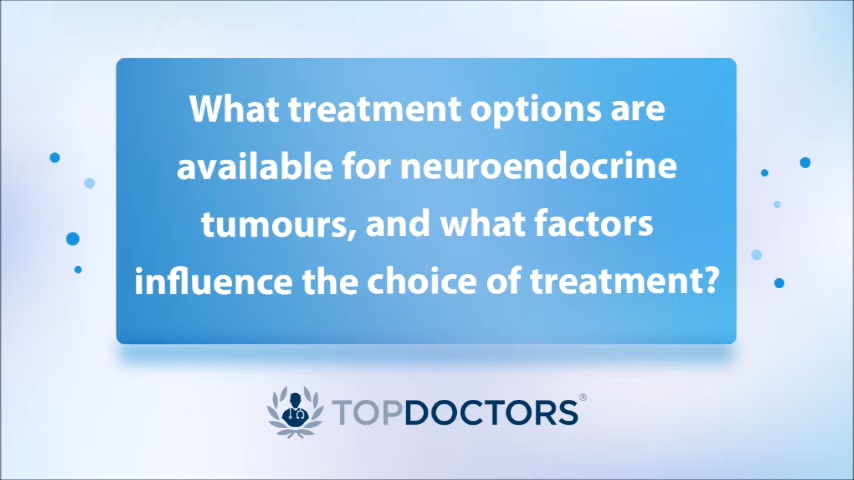 What treatment options are
available for neuroendocrine
tumours, and what factors
influence the choice of treatment?
TOPDOCTORS®